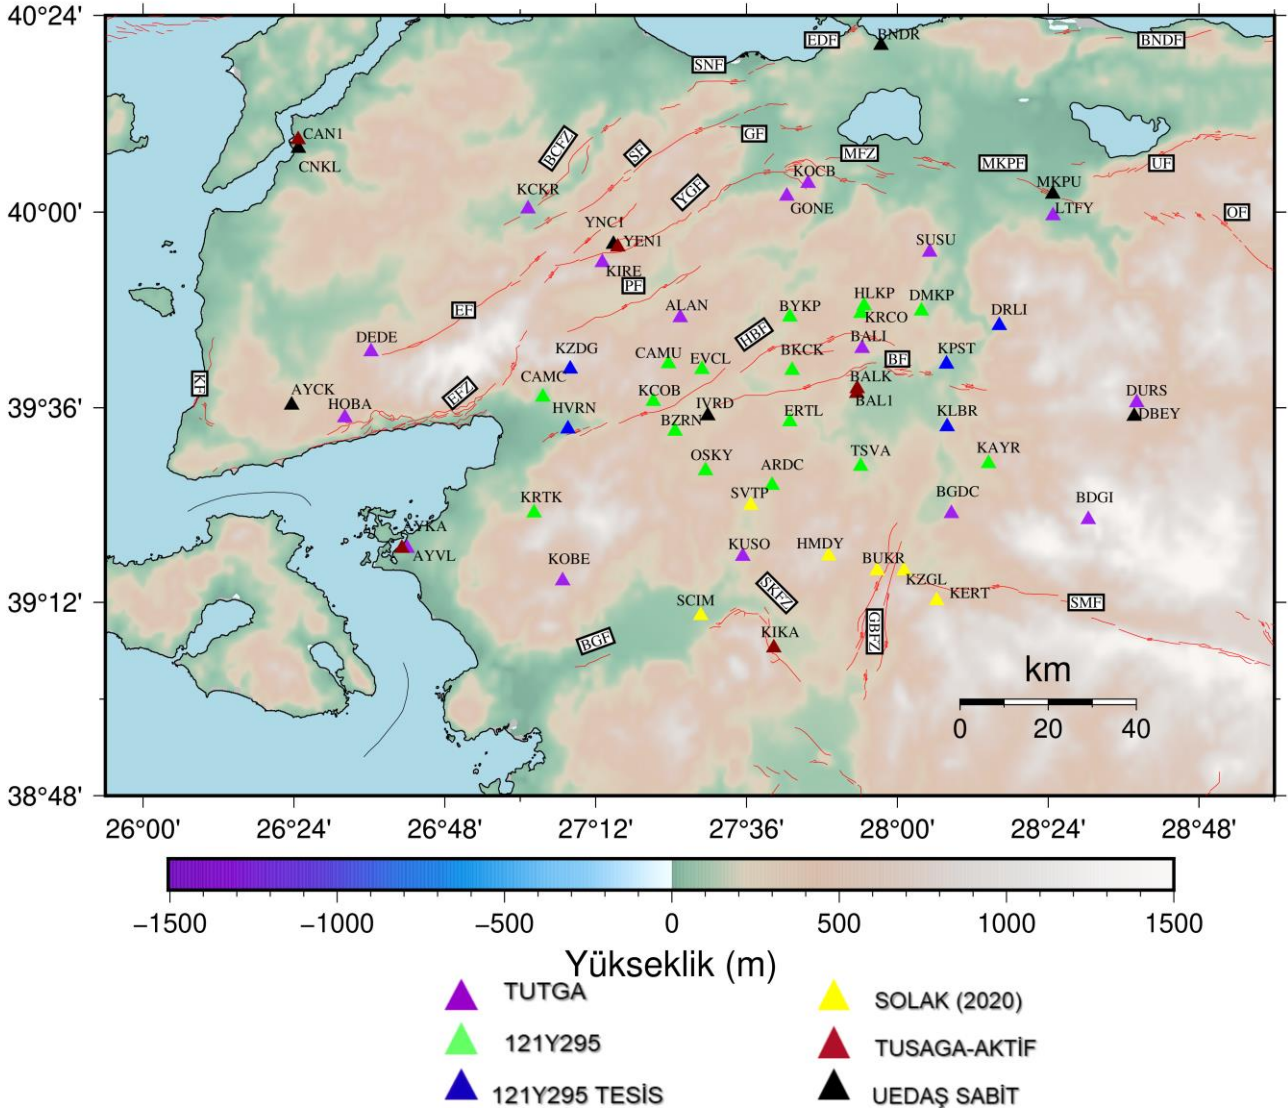 40°24'
EDF
BNDR
BNDF
SNF
CAN1
CNKL
BCFZ
SF
GF
MFZ
MKPF
UF
KCKR
YGF
KOCB
GONE
MKPU
LTFY
40°00'
OF
YNC1
YEN1
KIRE
SUSU
PF
EF
ALAN
BYKP
HLKP
KRCO
DMKP
DRLI
DEDE
HBF
BALI
KZDG
CAMU
EVCL
BKCK
BF
KPST
KF
AYCK
HOBA
EFZ
CAMC
KCOB
BALK
BAL1
DURS
39°36'
HVRN
BZRN
IVRD
ERTL
KLBR
DBEY
OSKY
ARDC
TSVA
KAYR
KRTK
SVTP
BGDC
BDGI
AYKA
AYVL
KOBE
KUSO
HMDY
BUKR
KZGL
KERT
39°12'
SCIM
SKFZ
SMF
BGF
KIKA
GBFZ
km
0 20 40
38°48'
26°00' 26°24' 26°48' 27°12' 27°36' 28°00' 28°24' 28°48'
−1500 −1000 −500 0 500 1000 1500
Yükseklik (m)
TUTGA
SOLAK (2020)
121Y295
TUSAGA-AKTİF
121Y295 TESİS
UEDAŞ SABİT